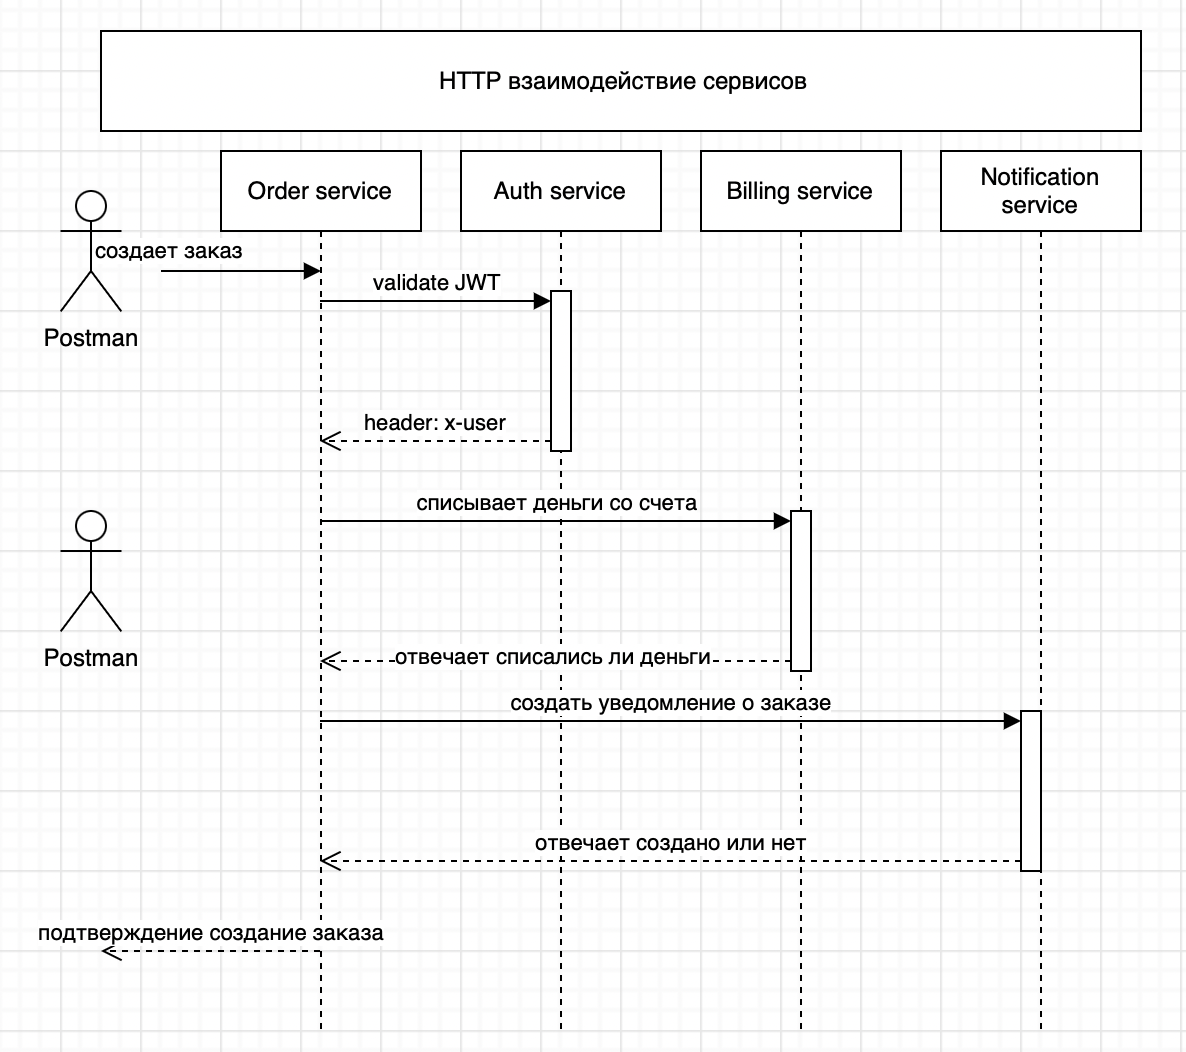 HTTP взаимодействие сервисов
Order service
Auth service
Billing service
Notification
service
создает заказ
validate JWT
Postman
header: x-user
списывает деньги со счета
Postman
отвечает списались ли деньги
создать уведомление о заказе
отвечает создано или нет
подтверждение создание заказа